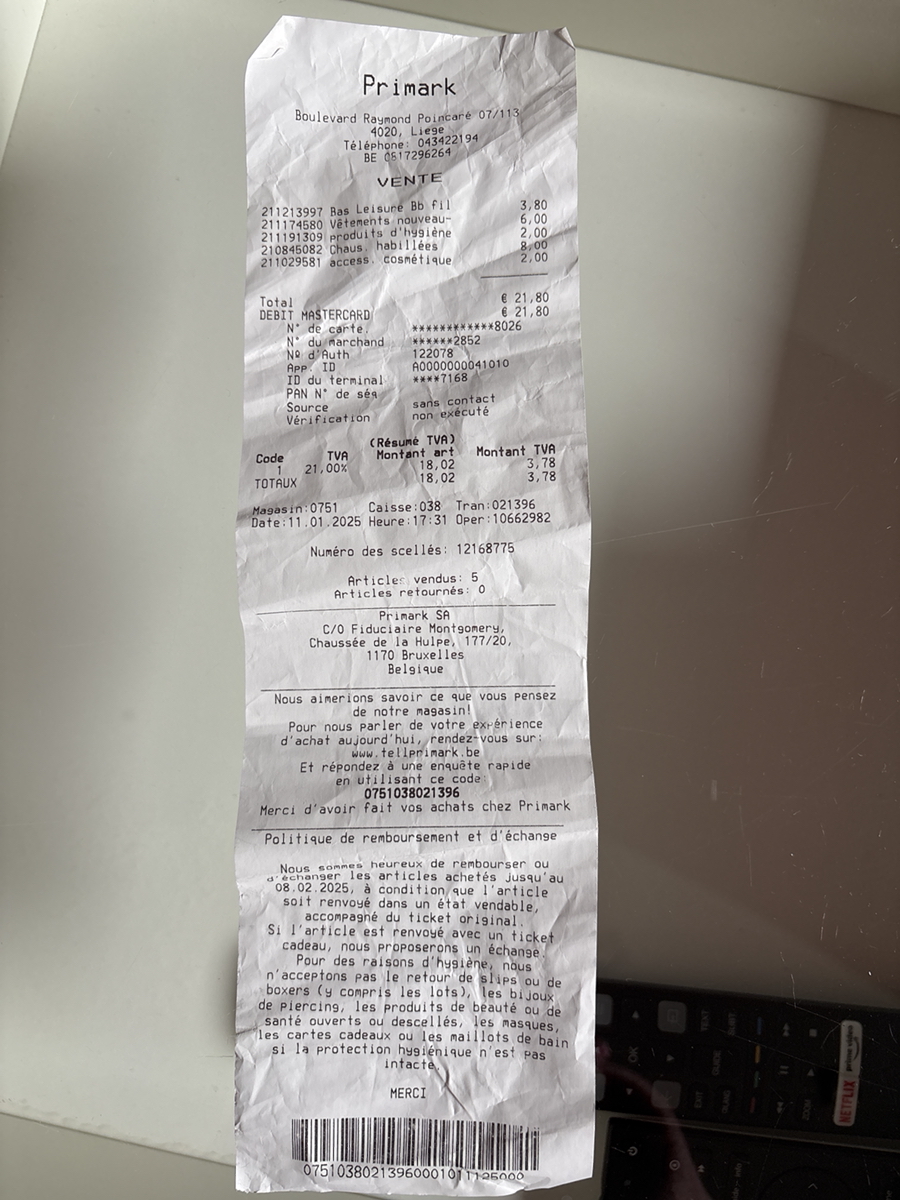 Primark
Boulevard Raymond Poincaré 07/113
4020, Liege
Téléphone: 043422194
BE 0817296264
VENTE
211213997 Bas Leisure Bb fil 3,80
211174580 Vêtements nouveau- 6,00
211191309 produits d'hygiène 2,00
210845082 Chaus. habillées 8,00
211029581 access. cosmétique 2,00
Total € 21,80
DEBIT MASTERCARD € 21,80
N° de carte. ************8026
N° du marchand ******2852
Nº d'Auth 122078
App. ID A0000000041010
ID du terminal ****7168
PAN N° de séq
Source sans contact
Vérification non exécuté
(Résumé TVA)
Code TVA Montant art Montant TVA
1 21,00% 18,02 3,78
TOTAUX 18,02 3,78
Magasin:0751 Caisse:038 Tran:021396
Date:11.01.2025 Heure:17:31 Oper:10662982
Numéro des scellés: 12168775
Articles vendus: 5
Articles retournés: 0
Primark SA
C/O Fiduciaire Montgomery,
Chaussée de la Hulpe, 177/20,
1170 Bruxelles
Belgique
Nous aimerions savoir ce que vous pensez
de notre magasin!
Pour nous parler de votre expérience
d'achat aujourd'hui, rendez-vous sur:
www.tellprimark.be
Et répondez à une enquête rapide
en utilisant ce code:
0751038021396
Merci d'avoir fait vos achats chez Primark
Politique de remboursement et d'échange
Nous sommes heureux de rembourser ou
d'échanger les articles achetés jusqu'au
08.02.2025, à condition que l'article
soit renvoyé dans un état vendable,
accompagné du ticket original.
Si l'article est renvoyé avec un ticket
cadeau, nous proposerons un échange.
Pour des raisons d'hygiène, nous
n'acceptons pas le retour de slips ou de
boxers (y compris les lots), les bijoux
de piercing, les produits de beauté ou de
santé ouverts ou descellés, les masques,
les cartes cadeaux ou les maillots de bain
si la protection hygiénique n'est pas
intacte.
MERCI
TEXT
OK
GUIDE
EXIT
ZOOM
NETFLIX
prime video